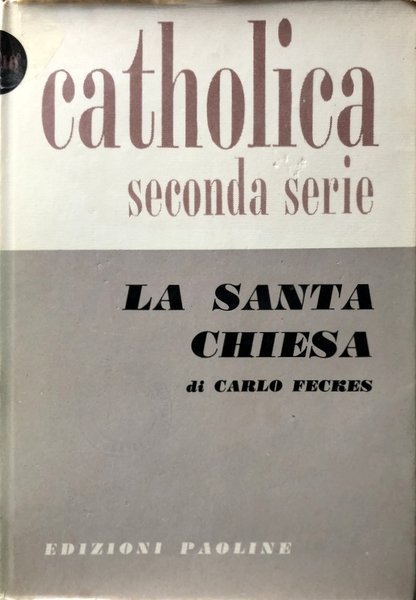 catholica
seconda serie
LA SANTA
CHIESA
di CARLO FECKES
EDIZIONI PAOLINE